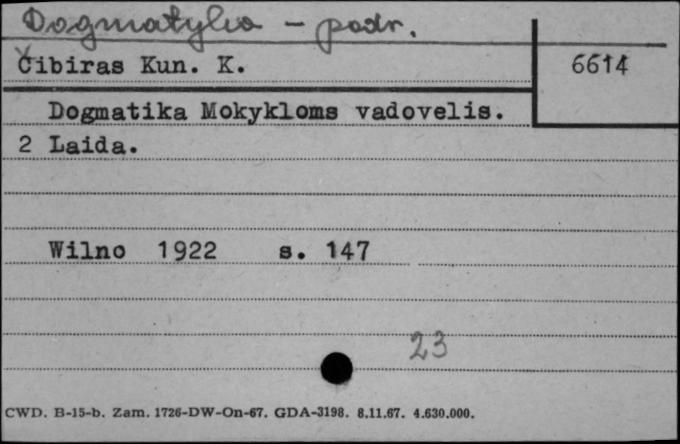 Dogmatyka – podr.
Čibiras Kun. K.
6614
Dogmatika Mokykloms vadovelis.
2 Laida.
Wilno 1922 s. 147
23
CWD. B-15-b. Zam. 1726-DW-On-67. GDA-3198. 8.11.67. 4.630.000.